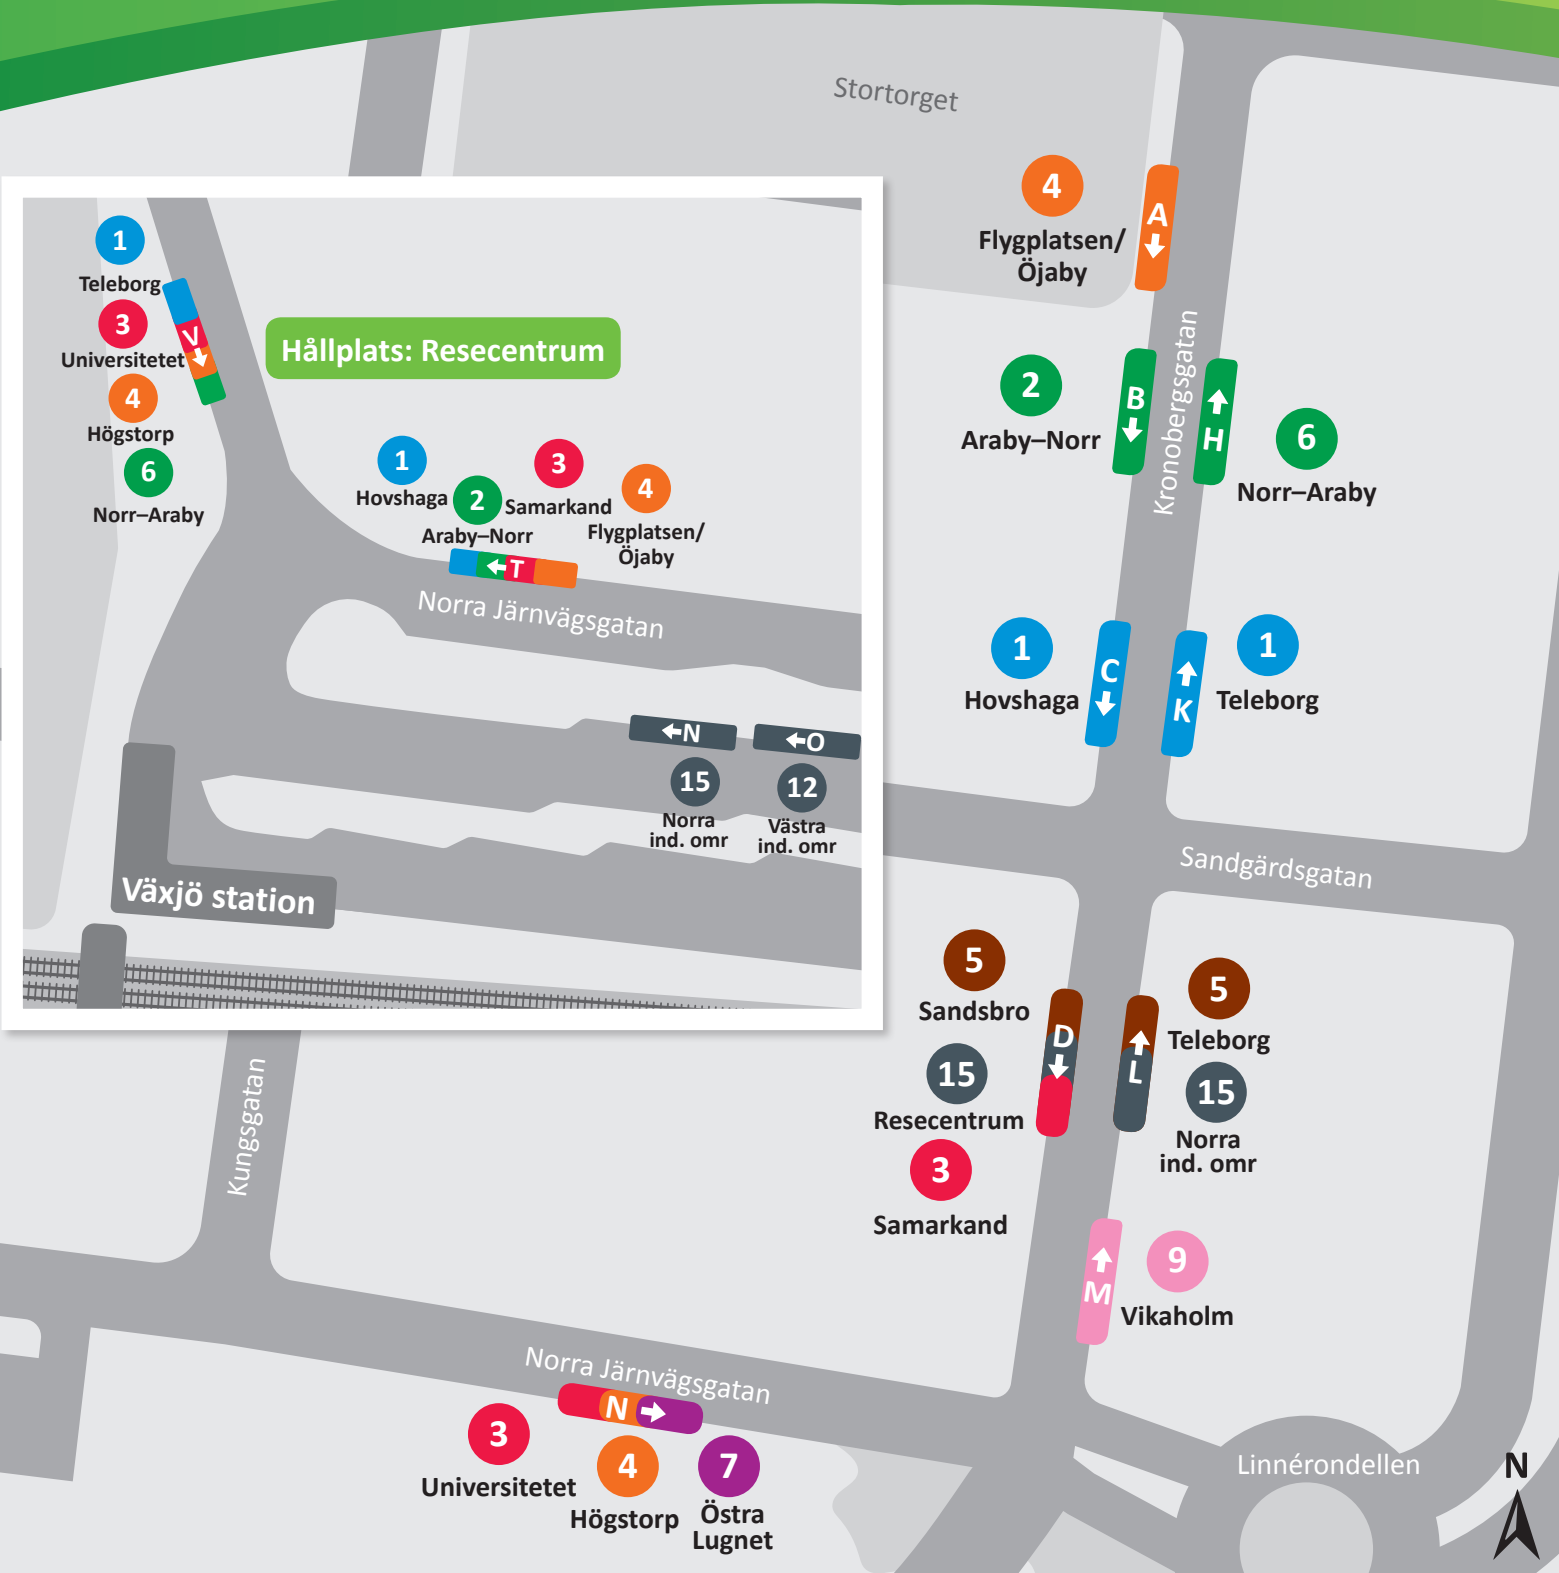 Stortorget
4
Flygplatsen/
Öjaby
A
2
Araby–Norr
B
Kronobergsgatan
H
6
Norr–Araby
1
Hovshaga
C
K
1
Teleborg
Sandgärdsgatan
5
Sandsbro
15
Resecentrum
3
Samarkand
D
L
5
Teleborg
15
Norra
ind. omr
M
9
Vikaholm
Hållplats: Resecentrum
1
Teleborg
3
Universitetet
4
Högstorp
6
Norr–Araby
V
1
Hovshaga
2
Araby–Norr
3
Samarkand
4
Flygplatsen/
Öjaby
T
Norra Järnvägsgatan
N
15
Norra
ind. omr
O
12
Västra
ind. omr
Växjö station
Kungsgatan
Norra Järnvägsgatan
N
3
Universitetet
4
Högstorp
7
Östra
Lugnet
Linnérondellen
N